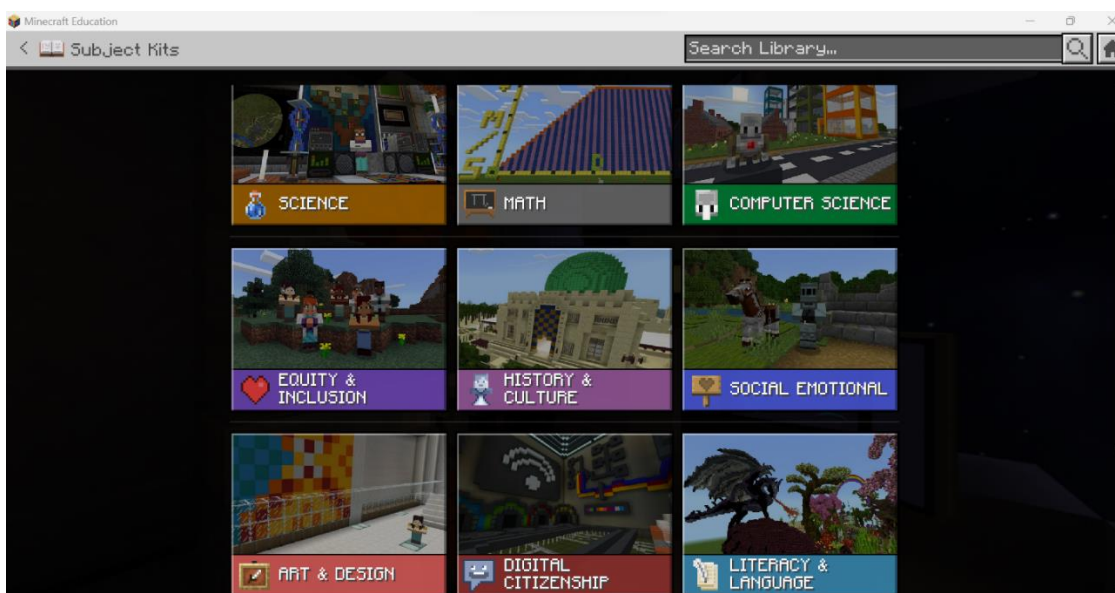 Minecraft Education
Subject Kits
Search Library...
SCIENCE
MATH
COMPUTER SCIENCE
EQUITY &
INCLUSION
HISTORY &
CULTURE
SOCIAL EMOTIONAL
ART & DESIGN
DIGITAL
CITIZENSHIP
LITERACY &
LANGUAGE